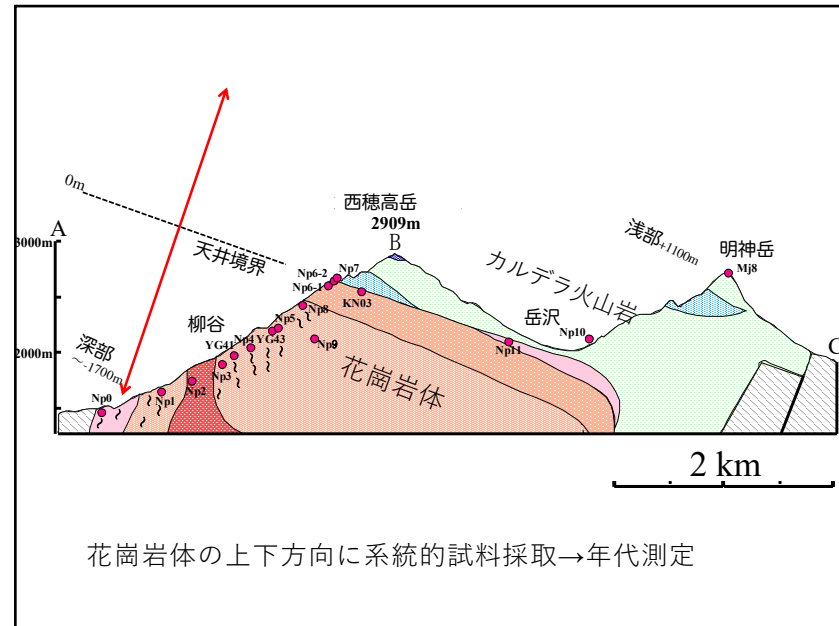 0m
西穂高岳
2909m
A
B
3000m
天井境界
浅部+1100m
明神岳
Mj8
Np6-2
Np7
Np6-1
KN03
カルデラ火山岩
柳谷
Np8
Np5
岳沢
Np10
YG41
Np4
YG43
Np9
Np11
C
2000m
深部
~-1700m
Np3
花崗岩体
Np2
Np1
Np0
2 km
花崗岩体の上下方向に系統的試料採取→年代測定